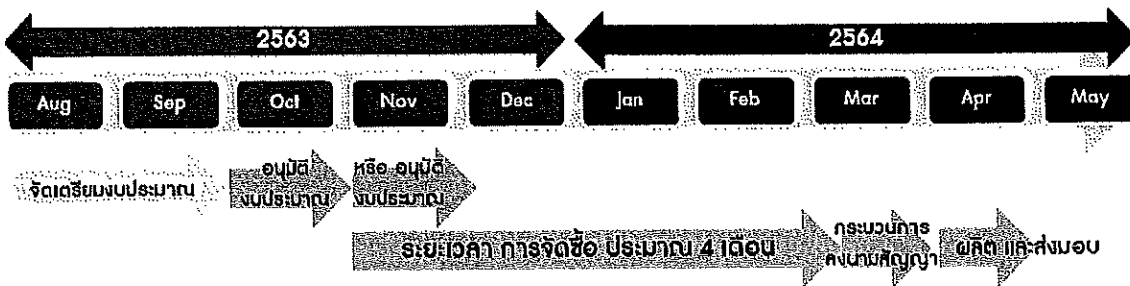 2563 2564
Aug Sep Oct Nov Dec Jan Feb Mar Apr May
จัดเตรียมงบประมาณ
อนุมัติ
งบประมาณ
หรือ อนุมัติ
งบประมาณ
ระยะเวลา การจัดซื้อ ประมาณ 4 เดือน
กระบวนการ
ลงนามสัญญา
ผลิต และส่งมอบ